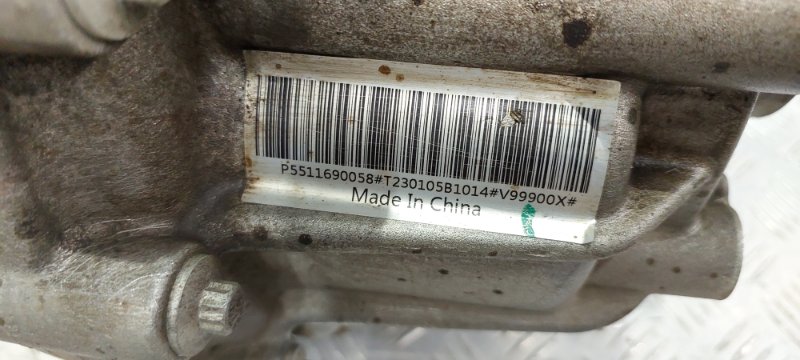 P5511690058#T230105B1014#V99900X#
Made In China